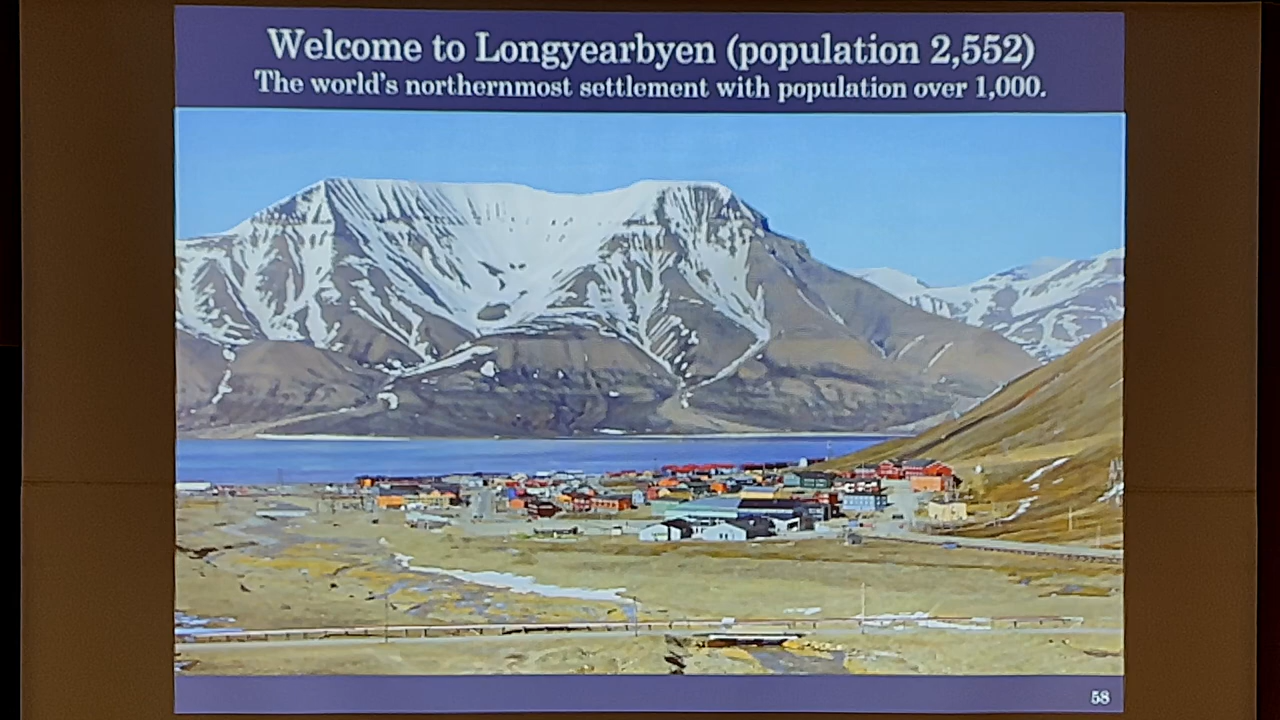 Welcome to Longyearbyen (population 2,552)
The world's northernmost settlement with population over 1,000.
58